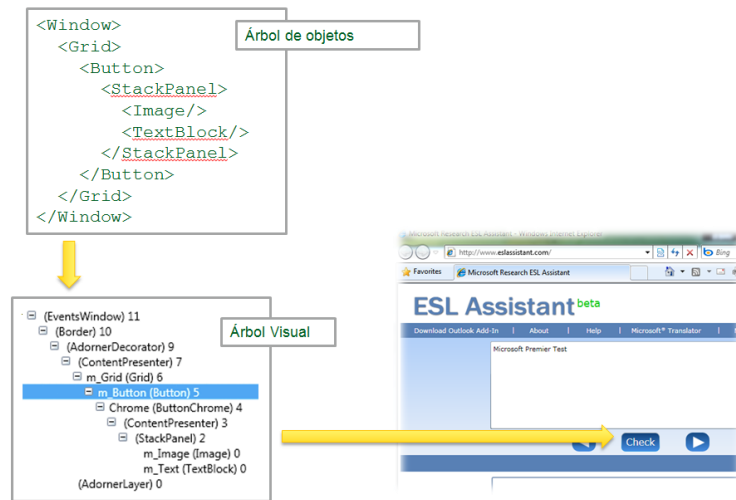 <Window>
<Grid>
<Button>
<StackPanel>
<Image/>
<TextBlock/>
</StackPanel>
</Button>
</Grid>
</Window>
Árbol de objetos
(EventsWindow) 11
(Border) 10
(AdornerDecorator) 9
(ContentPresenter) 7
m_Grid (Grid) 6
m_Button (Button) 5
Chrome (ButtonChrome) 4
(ContentPresenter) 3
(StackPanel) 2
m_Image (Image) 0
m_Text (TextBlock) 0
(AdornerLayer) 0
Árbol Visual
Microsoft Research ESL Assistant - Windows Internet Explorer
http://www.eslassistant.com/
Bing
Favorites
Microsoft Research ESL Assistant
ESL Assistant beta
Download Outlook Add-In | About | Help | Microsoft® Translator |
Microsoft Premier Test
Check